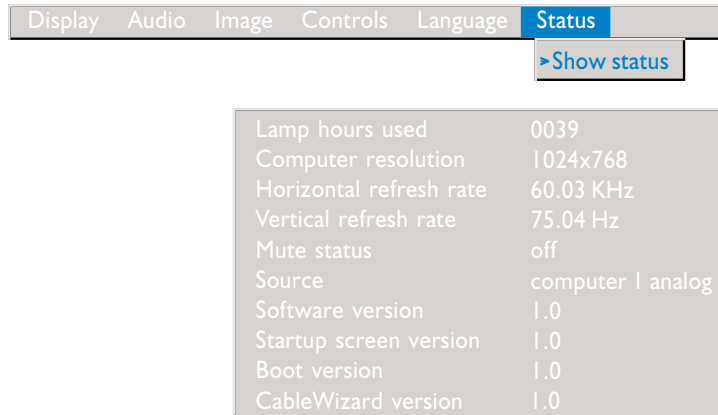 Display Audio Image Controls Language Status
➤Show status
Lamp hours used 0039
Computer resolution 1024x768
Horizontal refresh rate 60.03 KHz
Vertical refresh rate 75.04 Hz
Mute status off
Source computer 1 analog
Software version 1.0
Startup screen version 1.0
Boot version 1.0
CableWizard version 1.0